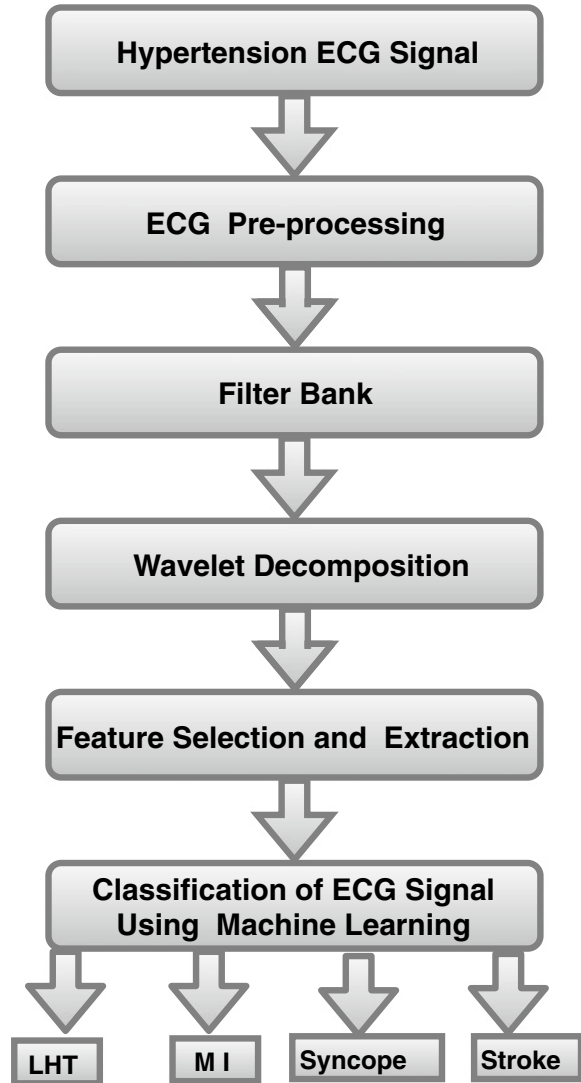 Hypertension ECG Signal
ECG Pre-processing
Filter Bank
Wavelet Decomposition
Feature Selection and Extraction
Classification of ECG Signal
Using Machine Learning
LHT
M I
Syncope
Stroke